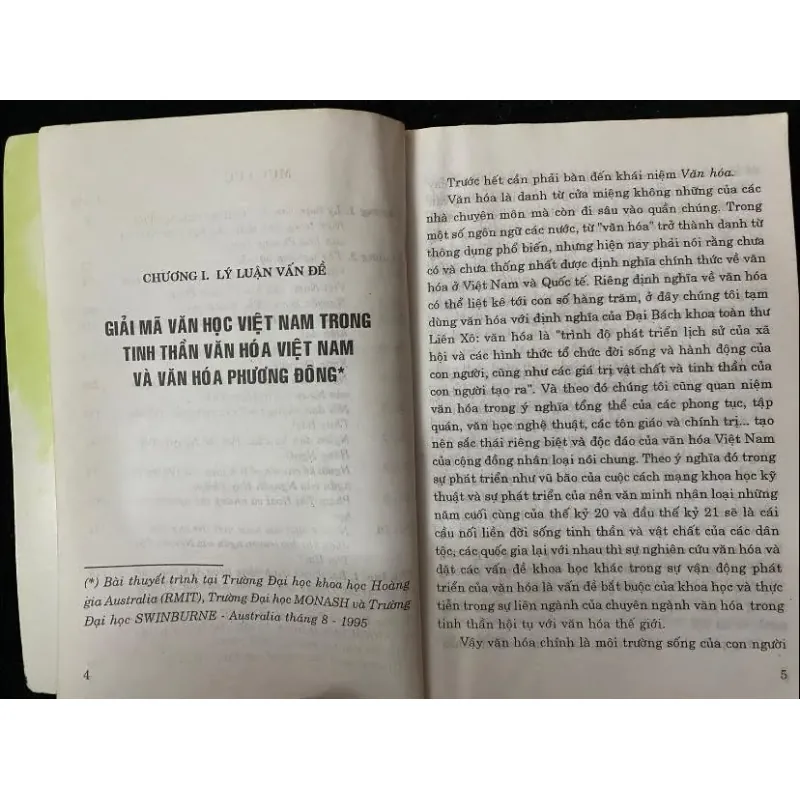 CHƯƠNG I. LÝ LUẬN VẤN ĐỀ
GIẢI MÃ VĂN HỌC VIỆT NAM TRONG
TINH THẦN VĂN HÓA VIỆT NAM
VÀ VĂN HÓA PHƯƠNG ĐÔNG*
(*) Bài thuyết trình tại Trường Đại học khoa học Hoàng
gia Australia (RMIT), Trường Đại học MONASH và Trường
Đại học SWINBURNE - Australia tháng 8 - 1995
4
Trước hết cần phải bàn đến khái niệm Văn hóa.
Văn hóa là danh từ cửa miệng không những của các
nhà chuyên môn mà còn đi sâu vào quần chúng. Trong
một số ngôn ngữ các nước, từ "văn hóa" trở thành danh từ
thông dụng phổ biến, nhưng hiện nay phải nói rằng chưa
có và chưa thống nhất được định nghĩa chính thức về văn
hóa ở Việt Nam và Quốc tế. Riêng định nghĩa về văn hóa
có thể liệt kê tới con số hàng trăm, ở đây chúng tôi tạm
dùng văn hóa với định nghĩa của Đại Bách khoa toàn thư
Liên Xô: văn hóa là "trình độ phát triển lịch sử của xã
hội và các hình thức tổ chức đời sống và hành động của
con người, cũng như các giá trị vật chất và tinh thần của
con người tạo ra". Và theo đó chúng tôi cũng quan niệm
văn hóa trong ý nghĩa tổng thể của các phong tục, tập
quán, văn học nghệ thuật, các tôn giáo và chính trị... tạo
nên sắc thái riêng biệt và độc đáo của văn hóa Việt Nam
của cộng đồng nhân loại nói chung. Theo ý nghĩa đó trong
sự phát triển như vũ bão của cuộc cách mạng khoa học kỹ
thuật và sự phát triển của nền văn minh nhân loại những
năm cuối cùng của thế kỷ 20 và đầu thế kỷ 21 sẽ là cái
cầu nối liền đời sống tinh thần và vật chất của các dân
tộc, các quốc gia lại với nhau thì sự nghiên cứu văn hóa và
đặt các vấn đề khoa học khác trong sự vận động phát
triển của văn hóa là vấn đề bắt buộc của khoa học và thực
tiễn trong sự liên ngành của chuyên ngành văn hóa trong
tinh thần hội tụ với văn hóa thế giới.
Vậy văn hóa chính là môi trường sống của con người
5